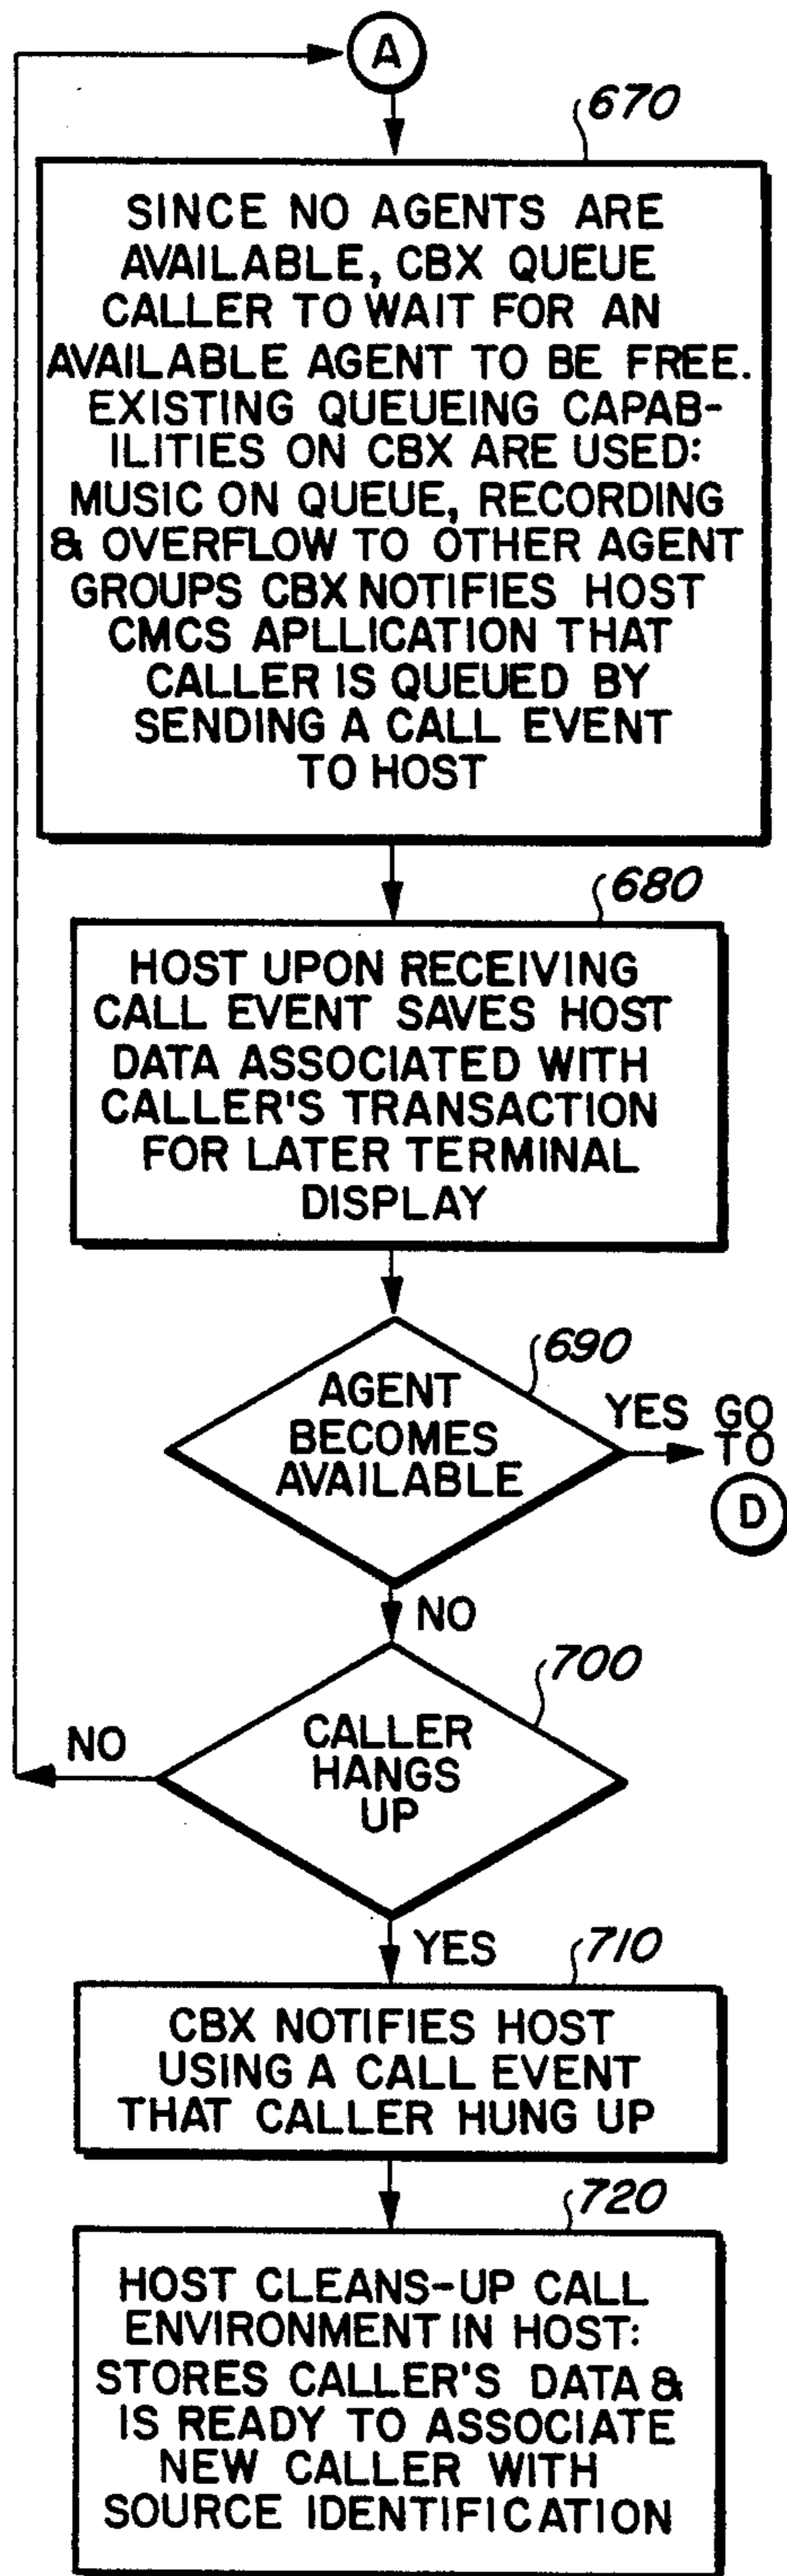 A
670
SINCE NO AGENTS ARE
AVAILABLE, CBX QUEUE
CALLER TO WAIT FOR AN
AVAILABLE AGENT TO BE FREE.
EXISTING QUEUEING CAPAB-
ILITIES ON CBX ARE USED:
MUSIC ON QUEUE, RECORDING
& OVERFLOW TO OTHER AGENT
GROUPS CBX NOTIFIES HOST
CMCS APLLICATION THAT
CALLER IS QUEUED BY
SENDING A CALL EVENT
TO HOST
680
HOST UPON RECEIVING
CALL EVENT SAVES HOST
DATA ASSOCIATED WITH
CALLER'S TRANSACTION
FOR LATER TERMINAL
DISPLAY
690
AGENT
BECOMES
AVAILABLE
YES GO
TO
D
NO
700
CALLER
HANGS
UP
NO
YES
710
CBX NOTIFIES HOST
USING A CALL EVENT
THAT CALLER HUNG UP
720
HOST CLEANS-UP CALL
ENVIRONMENT IN HOST:
STORES CALLER'S DATA &
IS READY TO ASSOCIATE
NEW CALLER WITH
SOURCE IDENTIFICATION